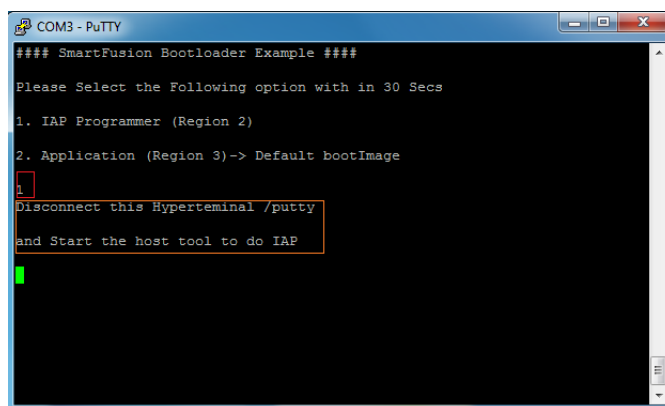 COM3 - PuTTY
#### SmartFusion Bootloader Example ####
Please Select the Following option with in 30 Secs
1. IAP Programmer (Region 2)
2. Application (Region 3)-> Default bootImage
1
Disconnect this Hyperteminal /putty
and Start the host tool to do IAP